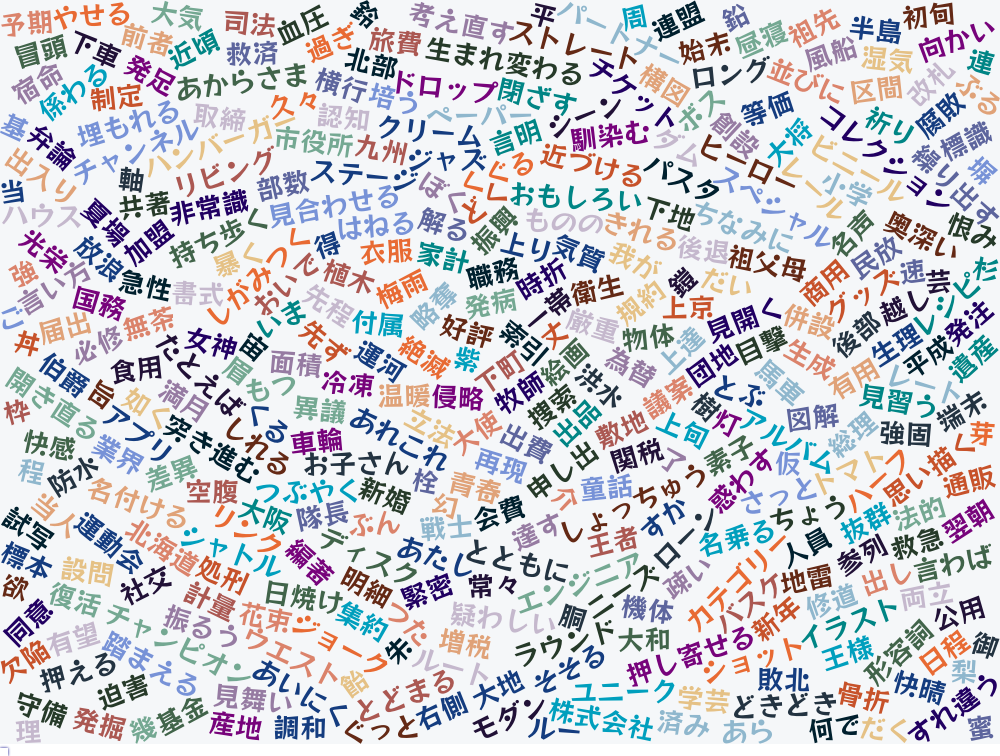 予期
やせる
大気
司法
血圧
鈴
考え直す
平
パートナー
周
連盟
鉛
昼寝
祖先
半島
初旬
冒頭
下車
前者
近頃
救済
過ぎ
旅費
生まれ変わる
ストレート
始末
風船
湿気
向かい
連
宿命
係わる
発足
制定
あからさま
北部
横行
培う
ドロップ
閉ざす
シーン
チケット
構図
ロング
並びに
区間
改札
ぶる
基
弁論
埋もれる
取締
久々
認知
クリーム
ペーパー
言明
馴染む
ボス
創設
等価
大将
コレクション
祈り
腐敗
標識
出入り
チャンネル
ハンバーガー
市役所
九州
ジャズ
ぐる
近づける
ダム
ヒーロー
ビニール
当
軸
リビング
部数
ステージ
ぼく
おもしろい
パスタ
スペシャル
小学
ハウス
夏場
共著
加盟
非常識
見合わせる
はねる
解る
振興
ものの
きれる
下地
ちなみに
名声
奥深い
恨み
光栄
放浪
急性
持ち歩く
暴く
得
衣服
家計
上り
気質
我が
後退
祖父母
民放
強
言い方
国務
書式
しがみつく
植木
梅雨
職務
時折
衛生
鐘
だい
商用
グッズ
速
芸
丼
届出
必修
無茶
女神
宙
いま
おい
先程
付属
発病
一帯
規約
上京
見開く
併設
越し
レシピ
伯爵
食用
たとえば
眉
面積
先ず
運河
絶滅
紫
好評
索引
厳重
物体
上達
目撃
後部
生理
平成
発注
開き直る
旨
満月
もつ
冷凍
温暖
侵略
下町
牧師
絵画
為替
団地
とぶ
馬車
生成
有用
レート
遺産
枠
アプリ
如く
くる
異議
あれこれ
立法
大使
搜索
洪水
出品
敷地
議案
樹
灯
アルバム
図解
見習う
端末
快感
業界
突き進む
しれる
車輪
お子さん
出費
申し出
関税
上旬
素子
仮
総理
強固
芽
程
防水
差異
空腹
つぶやく
新婚
栓
再現
青春
童話
しょっちゅう
惑わす
さっと
トマト
ハーフ
思い描く
通販
当人
名付ける
リンク
大阪
隊長
ぶん
幻
戦士
会費
達す
王者
すか
ローン
名乗る
ちょう
抜群
法的
翌朝
試写
運動会
北海道
シャトル
編著
ディスク
あたし
とともに
エンジニア
ニーズ
疎い
カテゴリー
人員
参列
救急
言わば
標本
設問
社交
処刑
日焼け
明細
緊密
常々
胴
機体
バスケ
地雷
出し
両立
欲
復活
計量
花束
集約
つた
疑わしい
ラウンド
大和
新年
修道
公用
同意
有望
チャンピオン
振るう
ジョーク
朱
増税
押し寄せる
ショット
イラスト
形容詞
御
欠陥
押える
踏まえる
ウエスト
ルート
そそる
王様
日程
梨
守備
迫害
見舞い
あいにく
飴
とどまる
大地
ユニーク
学芸
敗北
骨折
快晴
すれ違う
理
発掘
幾
基金
産地
調和
ぐっと
右側
モダン
ルー
株式会社
済み
あら
どきどき
何で
だく
蜜